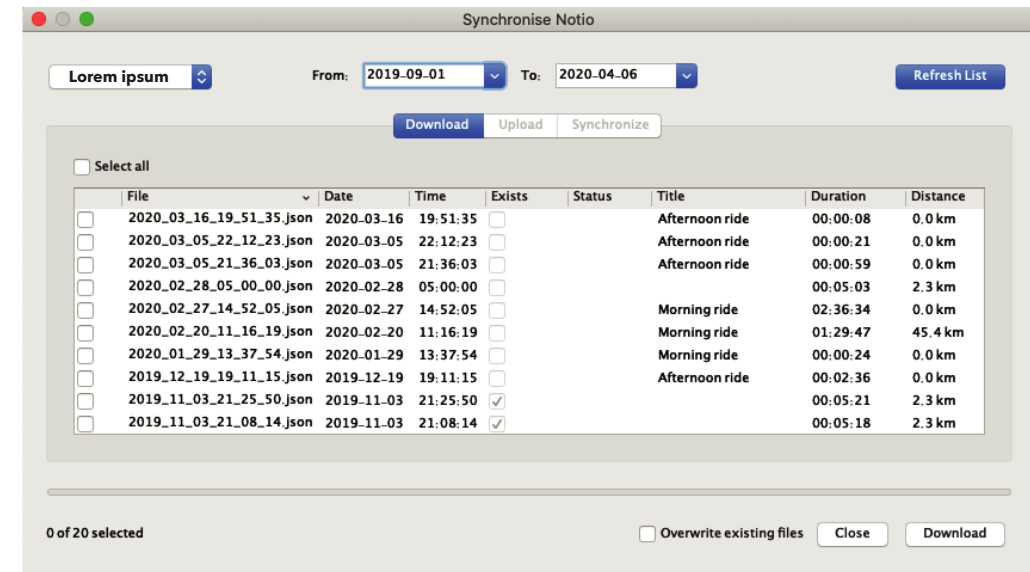 Synchronise Notio
Lorem ipsum From: 2019-09-01 To: 2020-04-06 Refresh List
Download Upload Synchronize
Select all
File Date Time Exists Status Title Duration Distance
2020_03_16_19_51_35.json 2020-03-16 19:51:35 Afternoon ride 00:00:08 0.0 km
2020_03_05_22_12_23.json 2020-03-05 22:12:23 Afternoon ride 00:00:21 0.0 km
2020_03_05_21_36_03.json 2020-03-05 21:36:03 Afternoon ride 00:00:59 0.0 km
2020_02_28_05_00_00.json 2020-02-28 05:00:00 00:05:03 2.3 km
2020_02_27_14_52_05.json 2020-02-27 14:52:05 Morning ride 02:36:34 0.0 km
2020_02_20_11_16_19.json 2020-02-20 11:16:19 Morning ride 01:29:47 45.4 km
2020_01_29_13_37_54.json 2020-01-29 13:37:54 Morning ride 00:00:24 0.0 km
2019_12_19_19_11_15.json 2019-12-19 19:11:15 Afternoon ride 00:02:36 0.0 km
2019_11_03_21_25_50.json 2019-11-03 21:25:50 00:05:21 2.3 km
2019_11_03_21_08_14.json 2019-11-03 21:08:14 00:05:18 2.3 km
0 of 20 selected Overwrite existing files Close Download